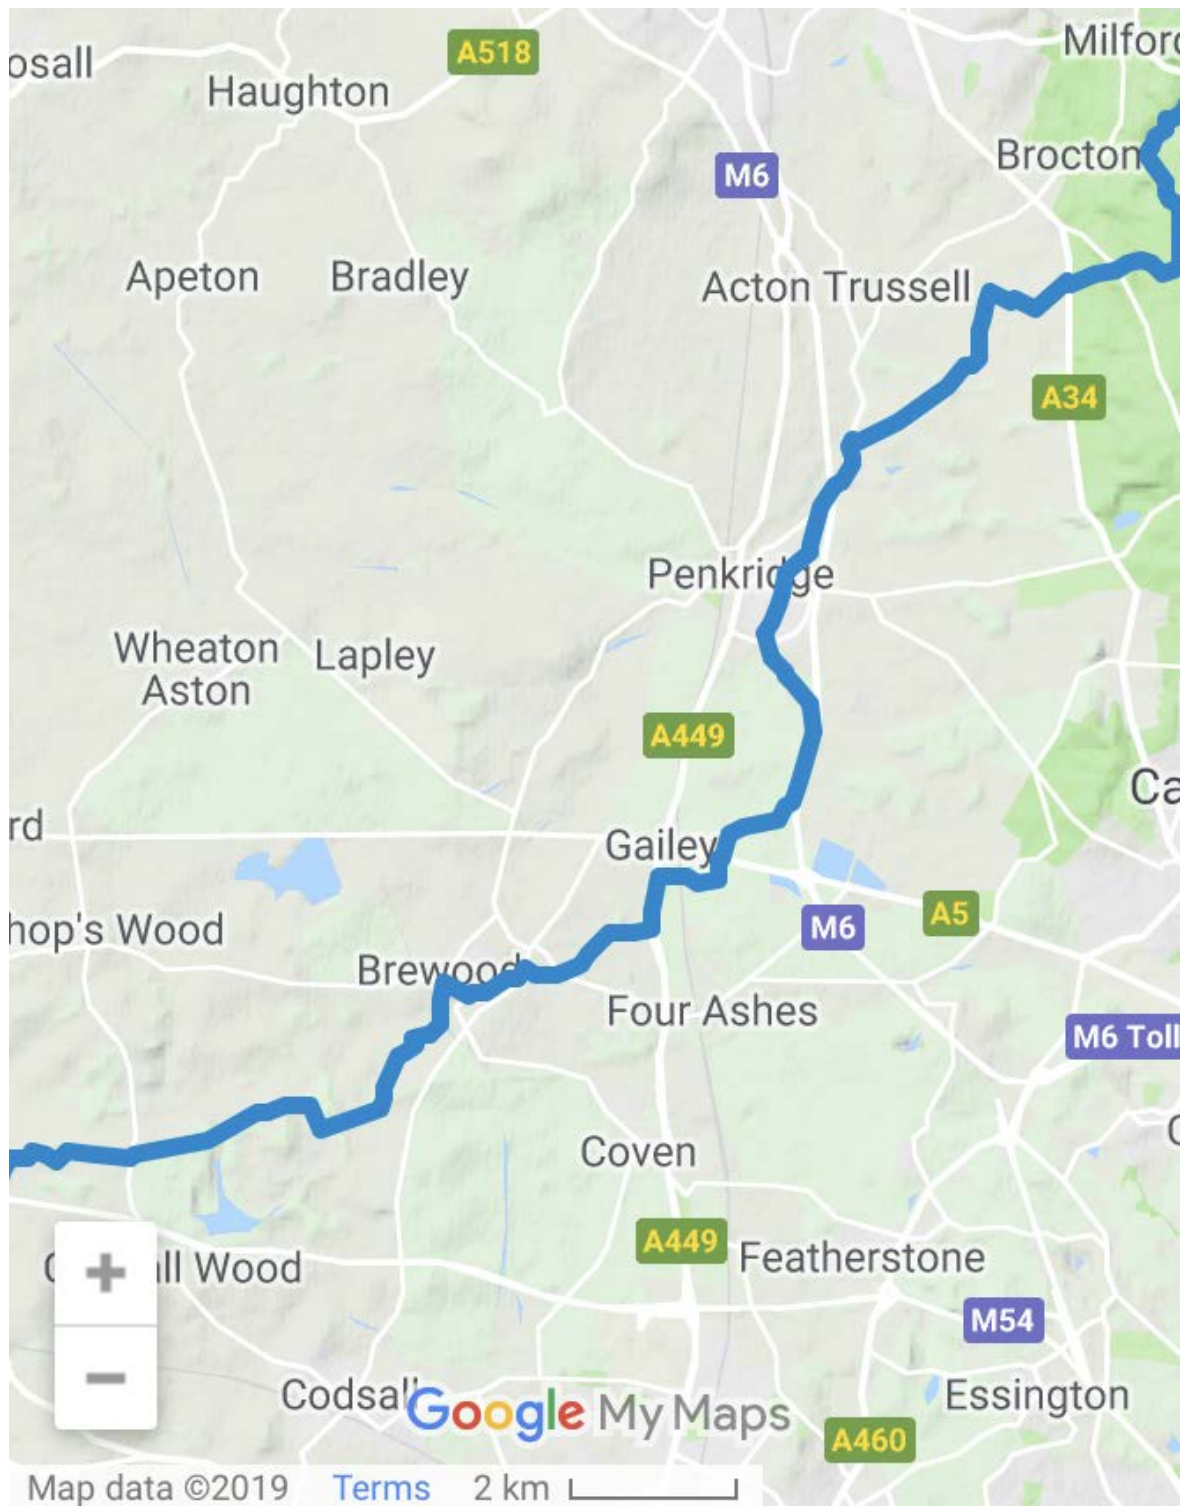 Milford
osall
A518
Haughton
Brocton
M6
Apeton
Bradley
Acton Trussell
A34
Penkridge
Wheaton
Aston
Lapley
A449
Ca
rd
Gailey
hop's Wood
M6
A5
Brewood
Four Ashes
M6 Toll
C
Coven
A449
Featherstone
C
+
all Wood
M54
−
Codsall
Google My Maps
Essington
A460
Map data ©2019 Terms 2 km